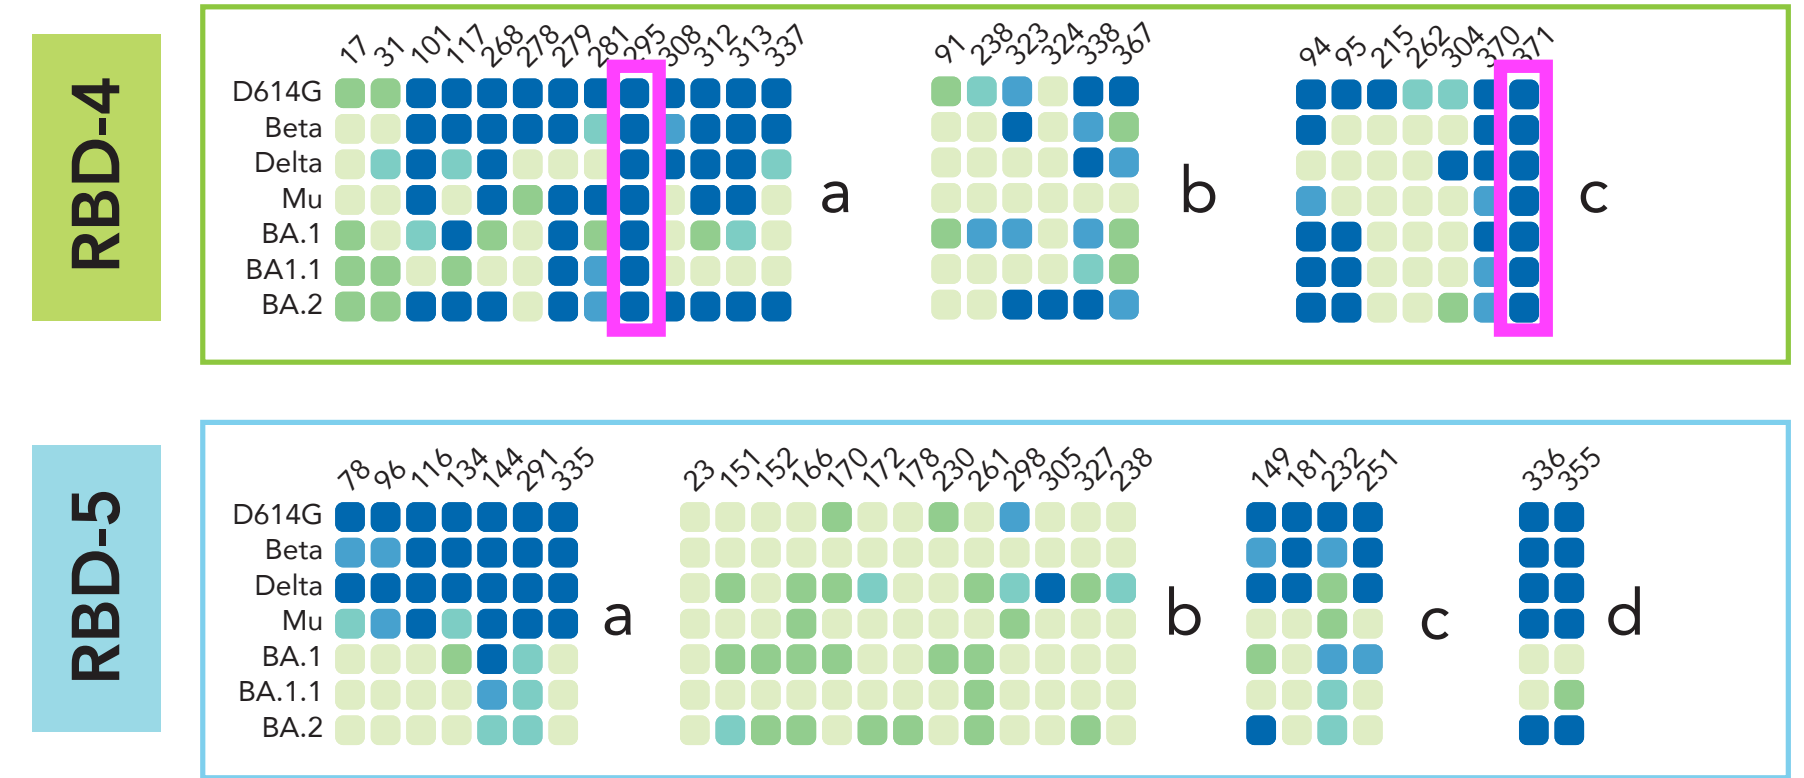 RBD-4
17 31 101 117 268 278 279 281 295 308 312 313 337
91 238 323 324 338 367
94 95 215 262 304 370 371
D614G
Beta
Delta
Mu
BA.1
BA1.1
BA.2
a
b
c
RBD-5
78 96 116 134 144 291 335
23 151 152 166 170 172 178 230 261 298 305 327 238
149 181 232 251
336 355
D614G
Beta
Delta
Mu
BA.1
BA.1.1
BA.2
a
b
c
d